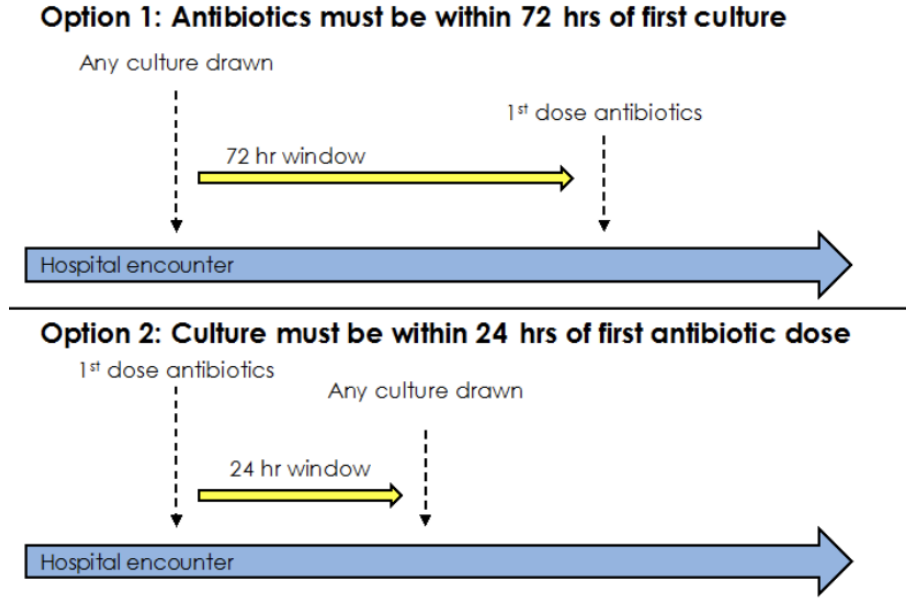 Option 1: Antibiotics must be within 72 hrs of first culture
Any culture drawn
1st dose antibiotics
72 hr window
Hospital encounter
Option 2: Culture must be within 24 hrs of first antibiotic dose
1st dose antibiotics
Any culture drawn
24 hr window
Hospital encounter